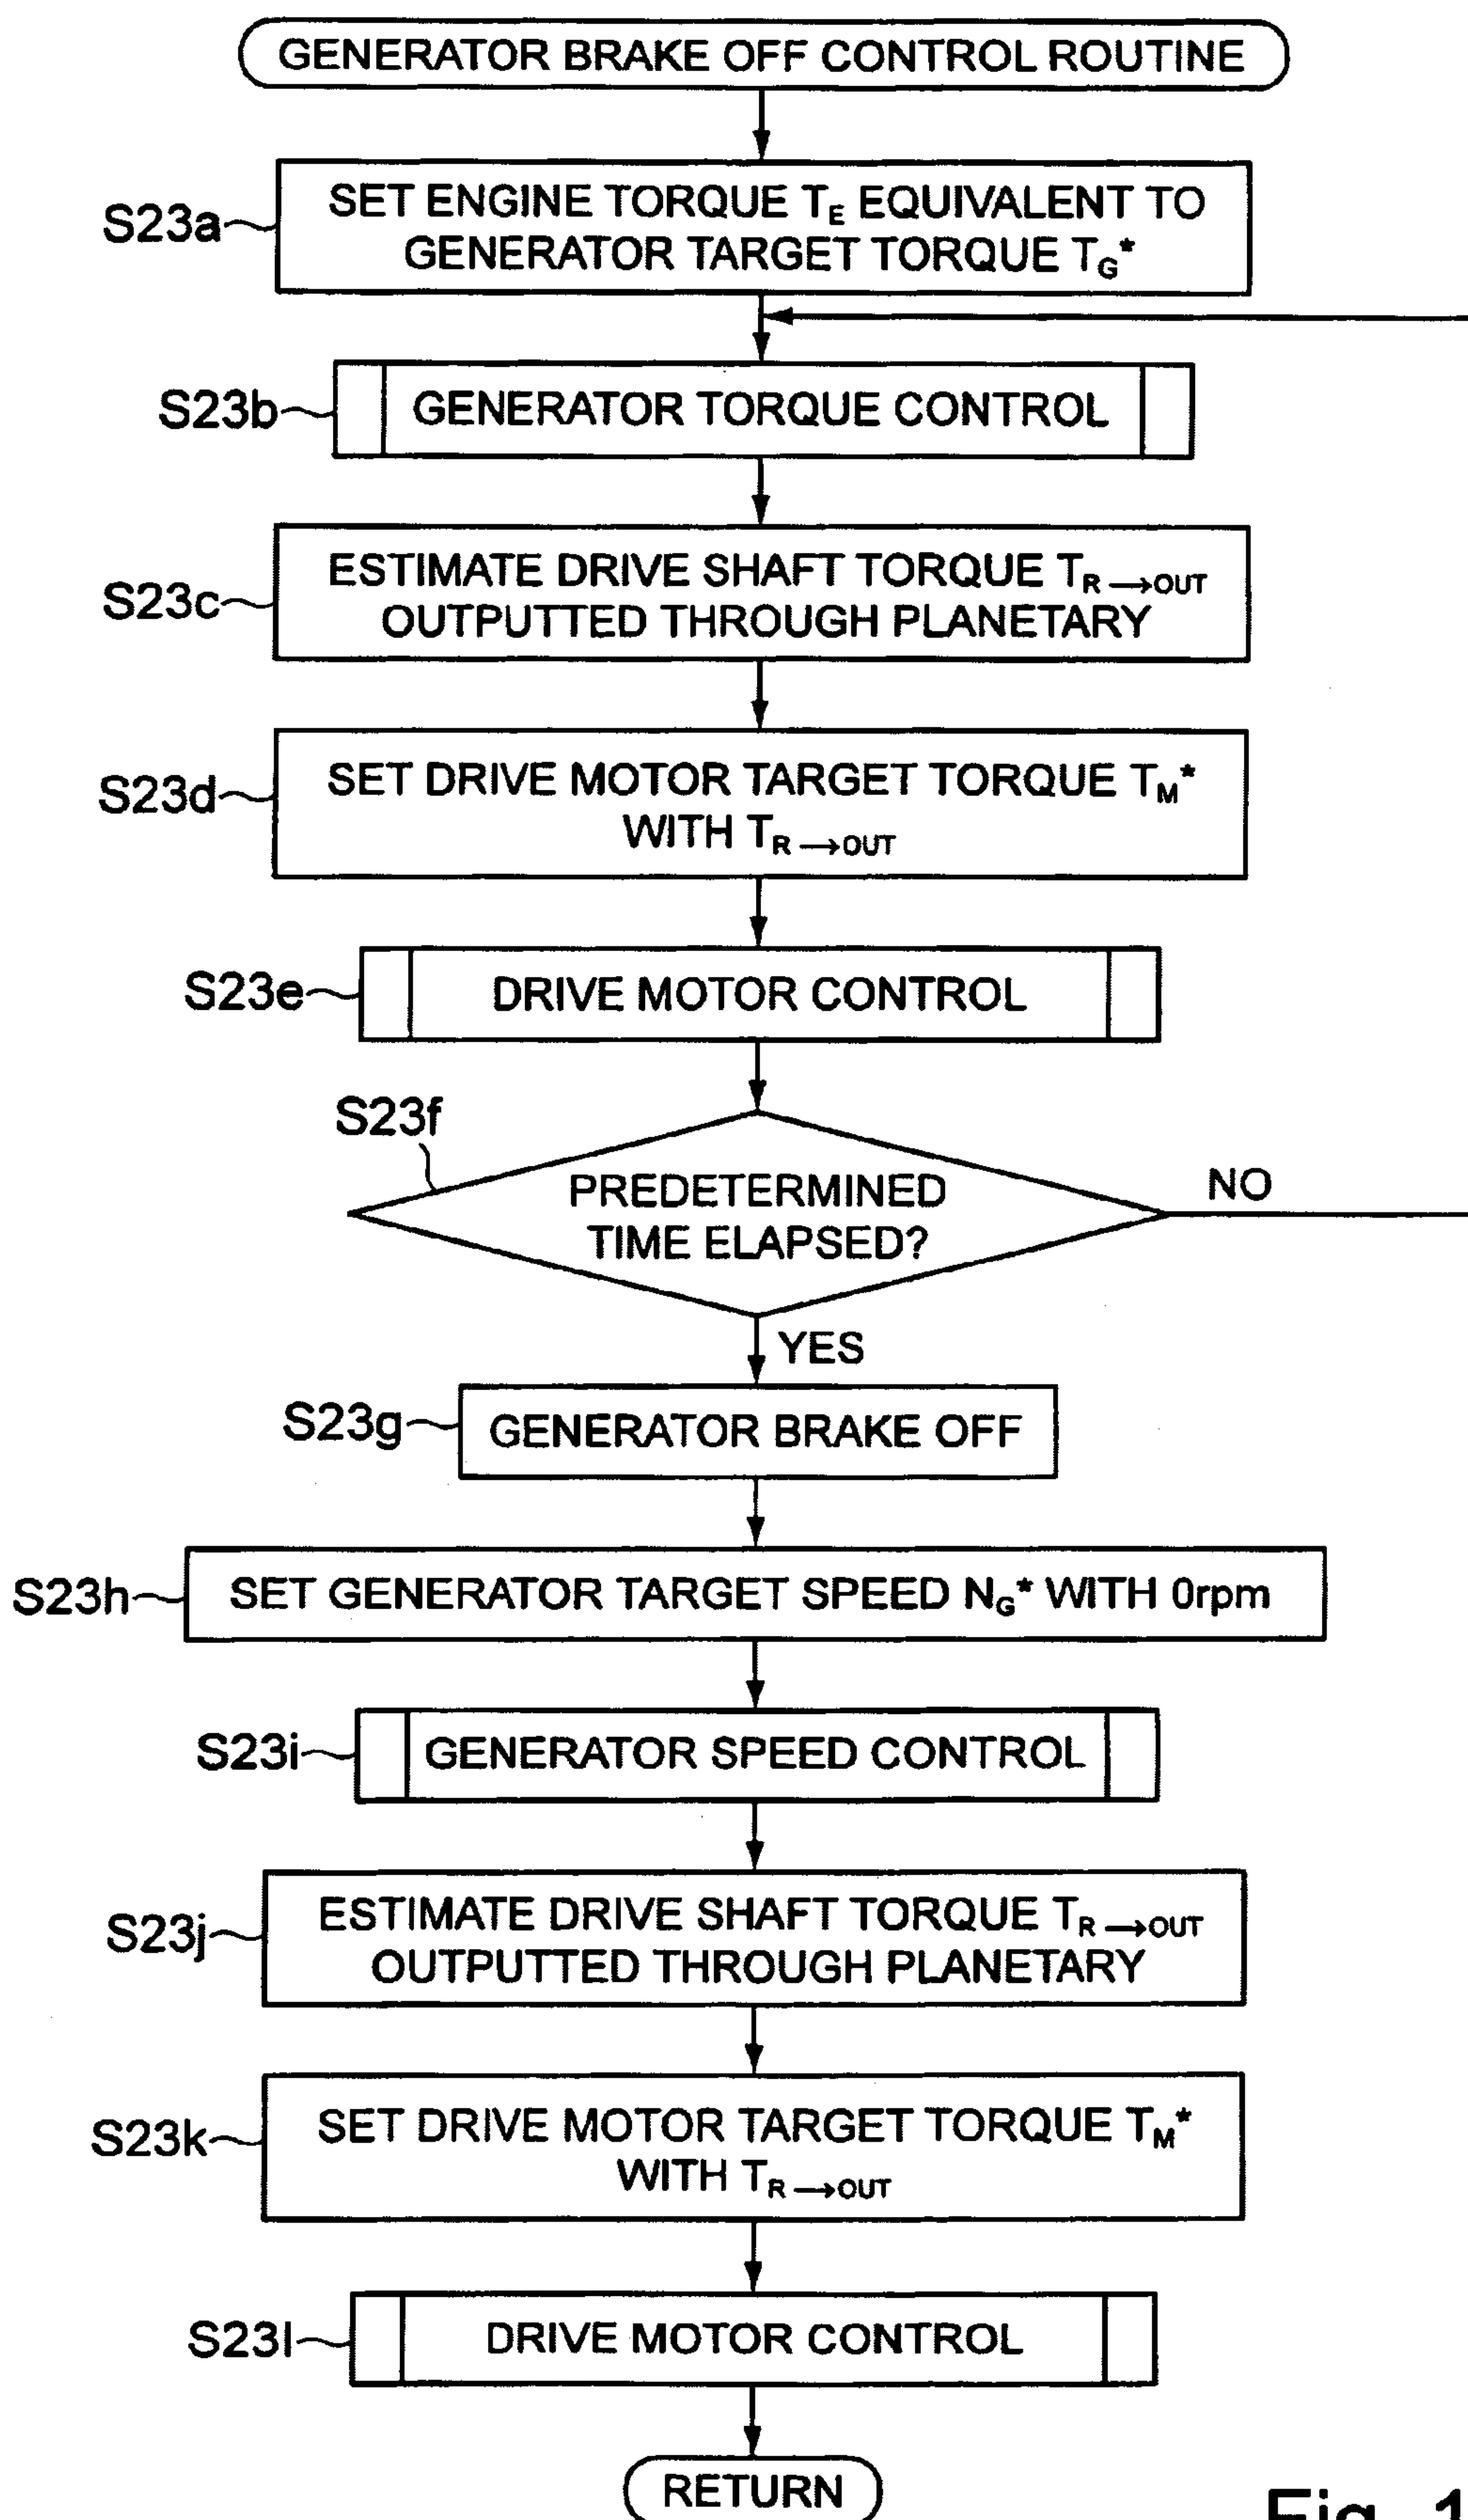 GENERATOR BRAKE OFF CONTROL ROUTINE
S23a
SET ENGINE TORQUE TE EQUIVALENT TO
GENERATOR TARGET TORQUE TG*
S23b
GENERATOR TORQUE CONTROL
S23c
ESTIMATE DRIVE SHAFT TORQUE TR→OUT
OUTPUTTED THROUGH PLANETARY
S23d
SET DRIVE MOTOR TARGET TORQUE TM*
WITH TR→OUT
S23e
DRIVE MOTOR CONTROL
S23f
PREDETERMINED
TIME ELAPSED?
NO
YES
S23g
GENERATOR BRAKE OFF
S23h
SET GENERATOR TARGET SPEED NG* WITH 0rpm
S23i
GENERATOR SPEED CONTROL
S23j
ESTIMATE DRIVE SHAFT TORQUE TR→OUT
OUTPUTTED THROUGH PLANETARY
S23k
SET DRIVE MOTOR TARGET TORQUE TM*
WITH TR→OUT
S23l
DRIVE MOTOR CONTROL
RETURN
Fig. 1